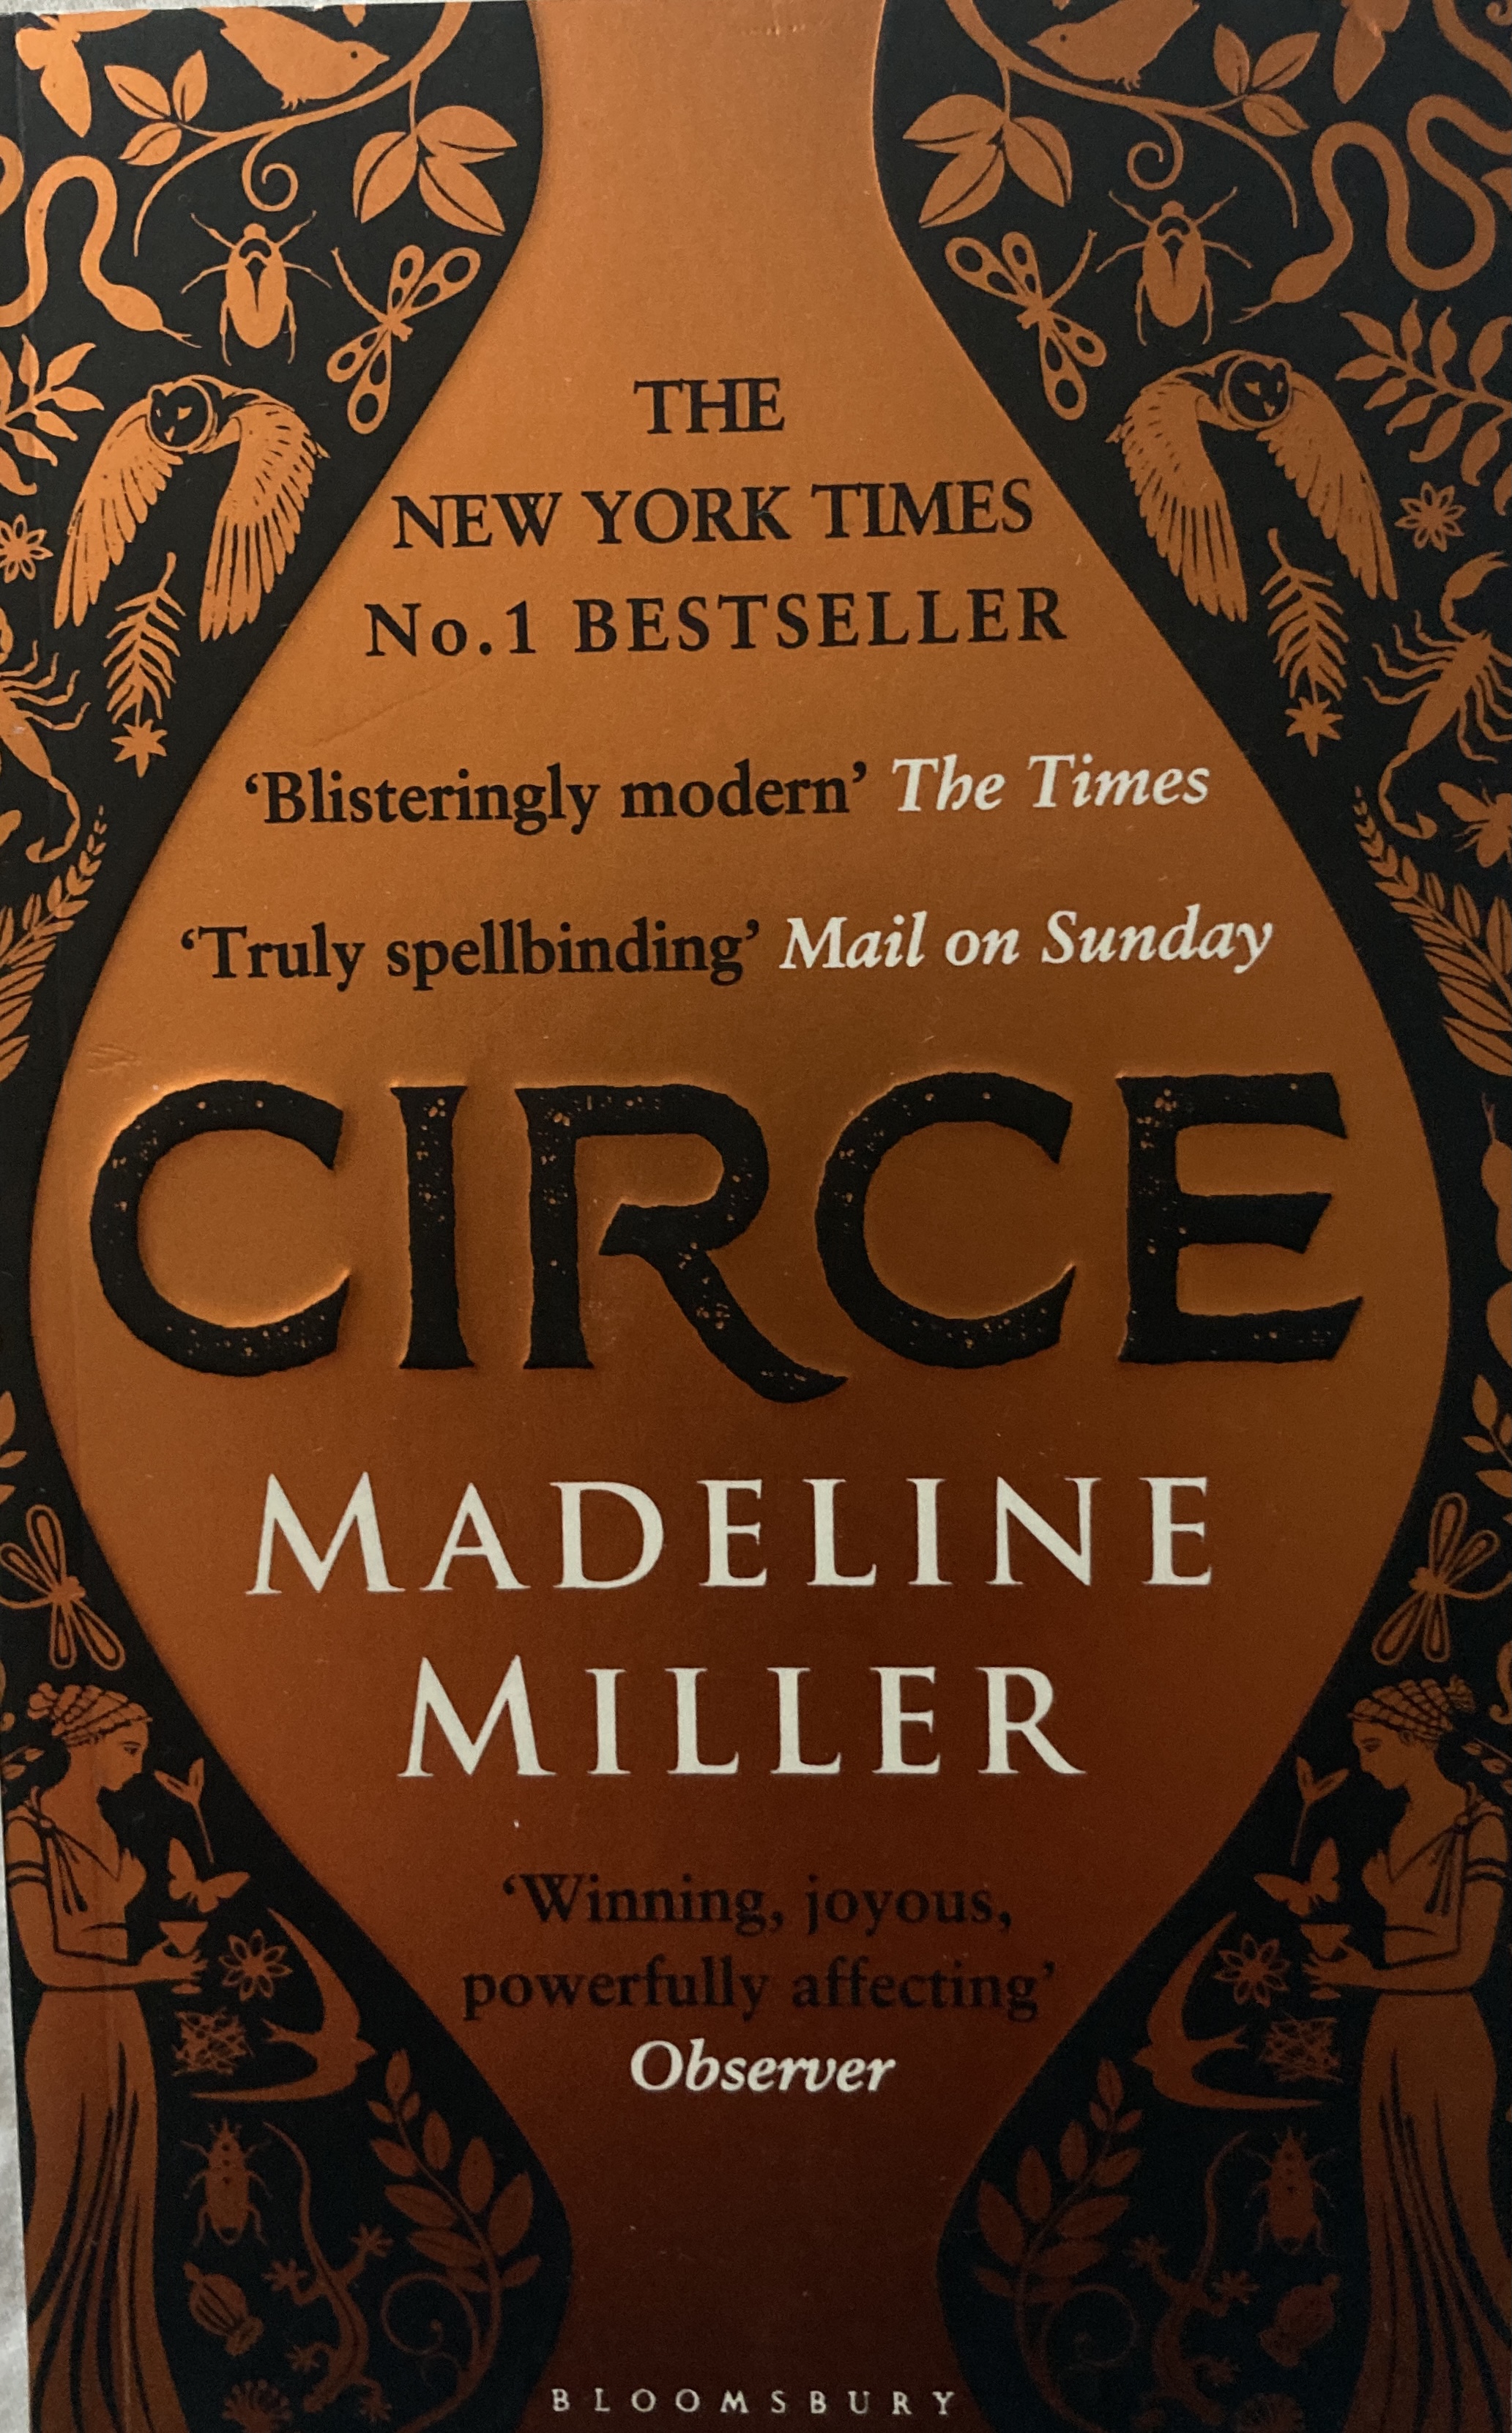 THE
NEW YORK TIMES
No.1 BESTSELLER
‘Blisteringly modern’ The Times
‘Truly spellbinding’ Mail on Sunday
CIRCE
MADELINE
MILLER
‘Winning, joyous,
powerfully affecting’
Observer
BLOOMSBURY